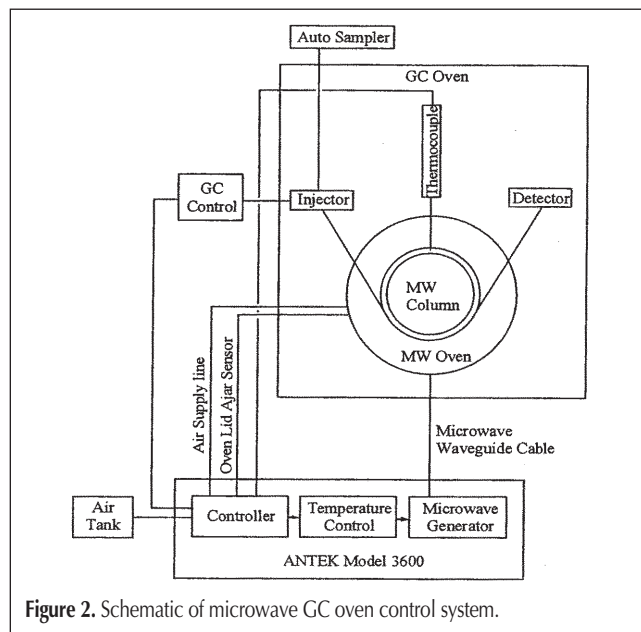 Auto Sampler
GC Oven
Thermocouple
GC
Control
Injector
Detector
MW
Column
MW Oven
Air Supply line
Oven Lid Ajar Sensor
Microwave
Waveguide Cable
Air
Tank
Controller
Temperature
Control
Microwave
Generator
ANTEK Model 3600
Figure 2. Schematic of microwave GC oven control system.